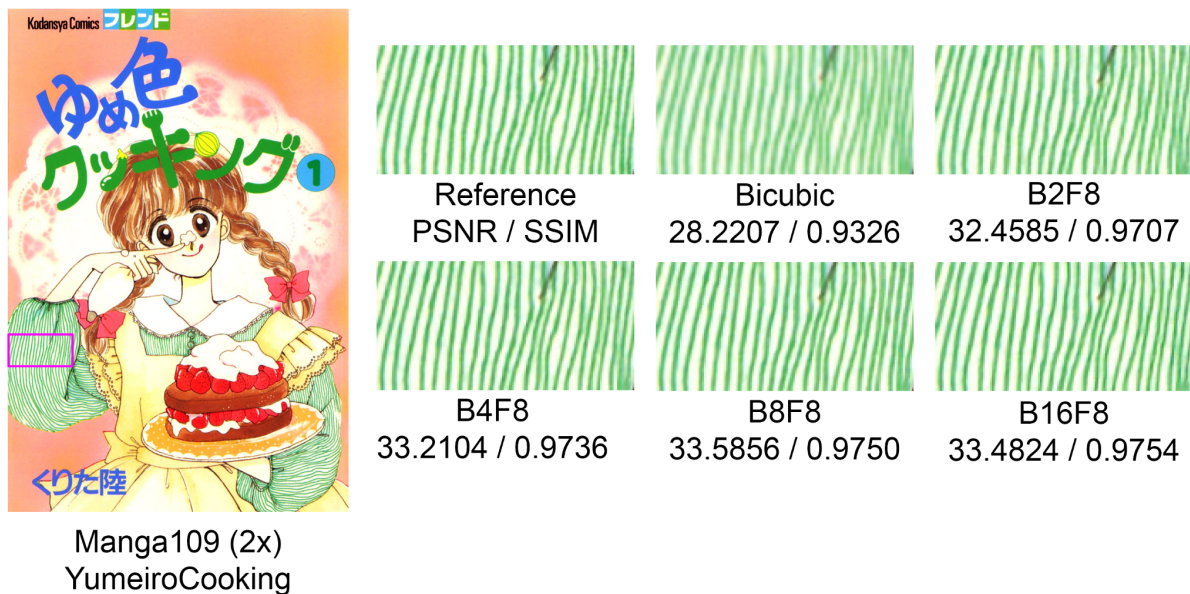 Kodansya Comics フレンド
ゆめ色
クッキング
1
くりた陸
Manga109 (2x)
YumeiroCooking
Reference
PSNR / SSIM
Bicubic
28.2207 / 0.9326
B2F8
32.4585 / 0.9707
B4F8
33.2104 / 0.9736
B8F8
33.5856 / 0.9750
B16F8
33.4824 / 0.9754